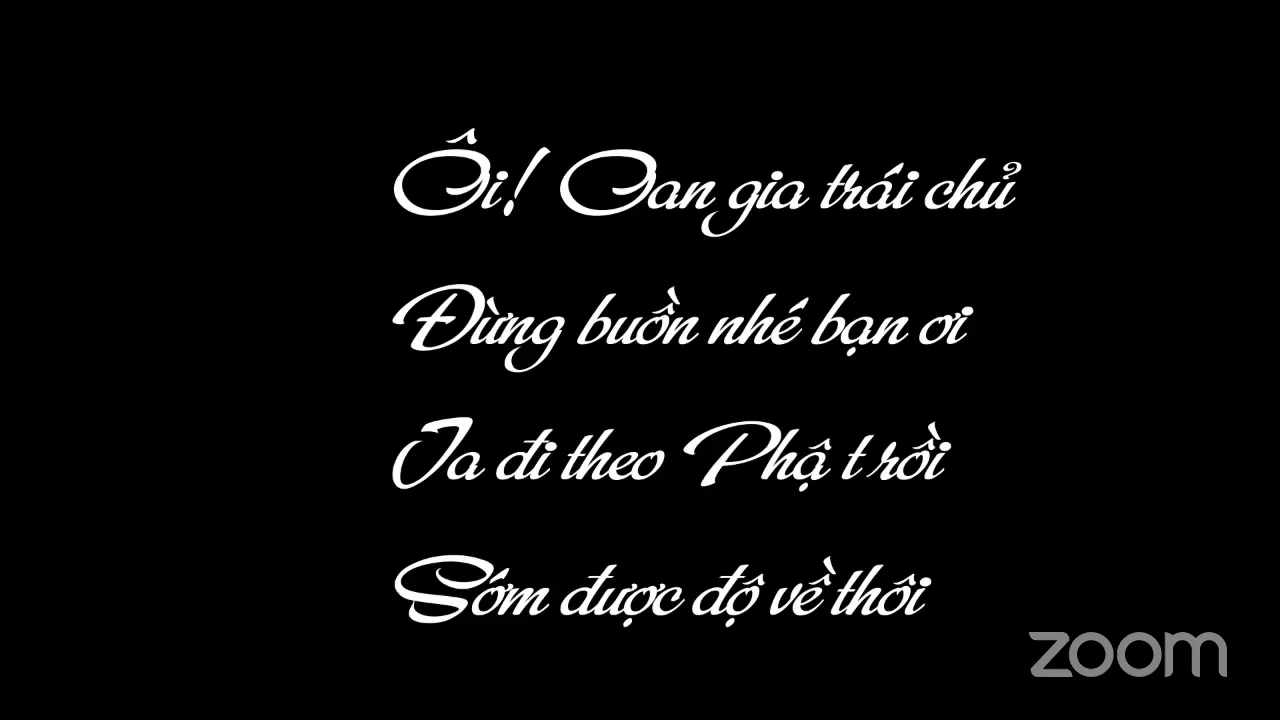 Ôi! Oan gia trái chủ
Đừng buồn nhé bạn ơi
Ta đi theo Phật rồi
Sớm được độ về thôi
zoom